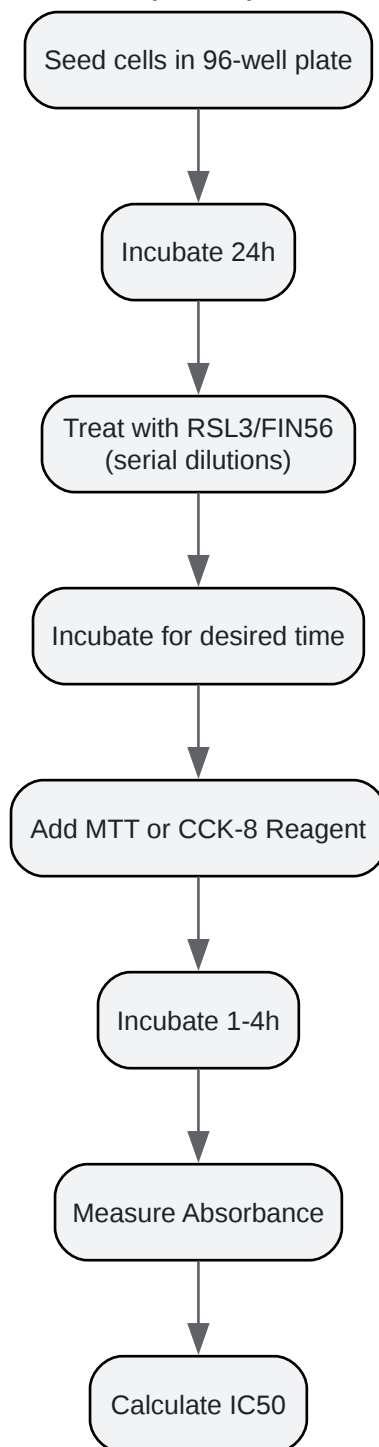 Seed cells in 96-well plate
Incubate 24h
Treat with RSL3/FIN56
(serial dilutions)
Incubate for desired time
Add MTT or CCK-8 Reagent
Incubate 1-4h
Measure Absorbance
Calculate IC50